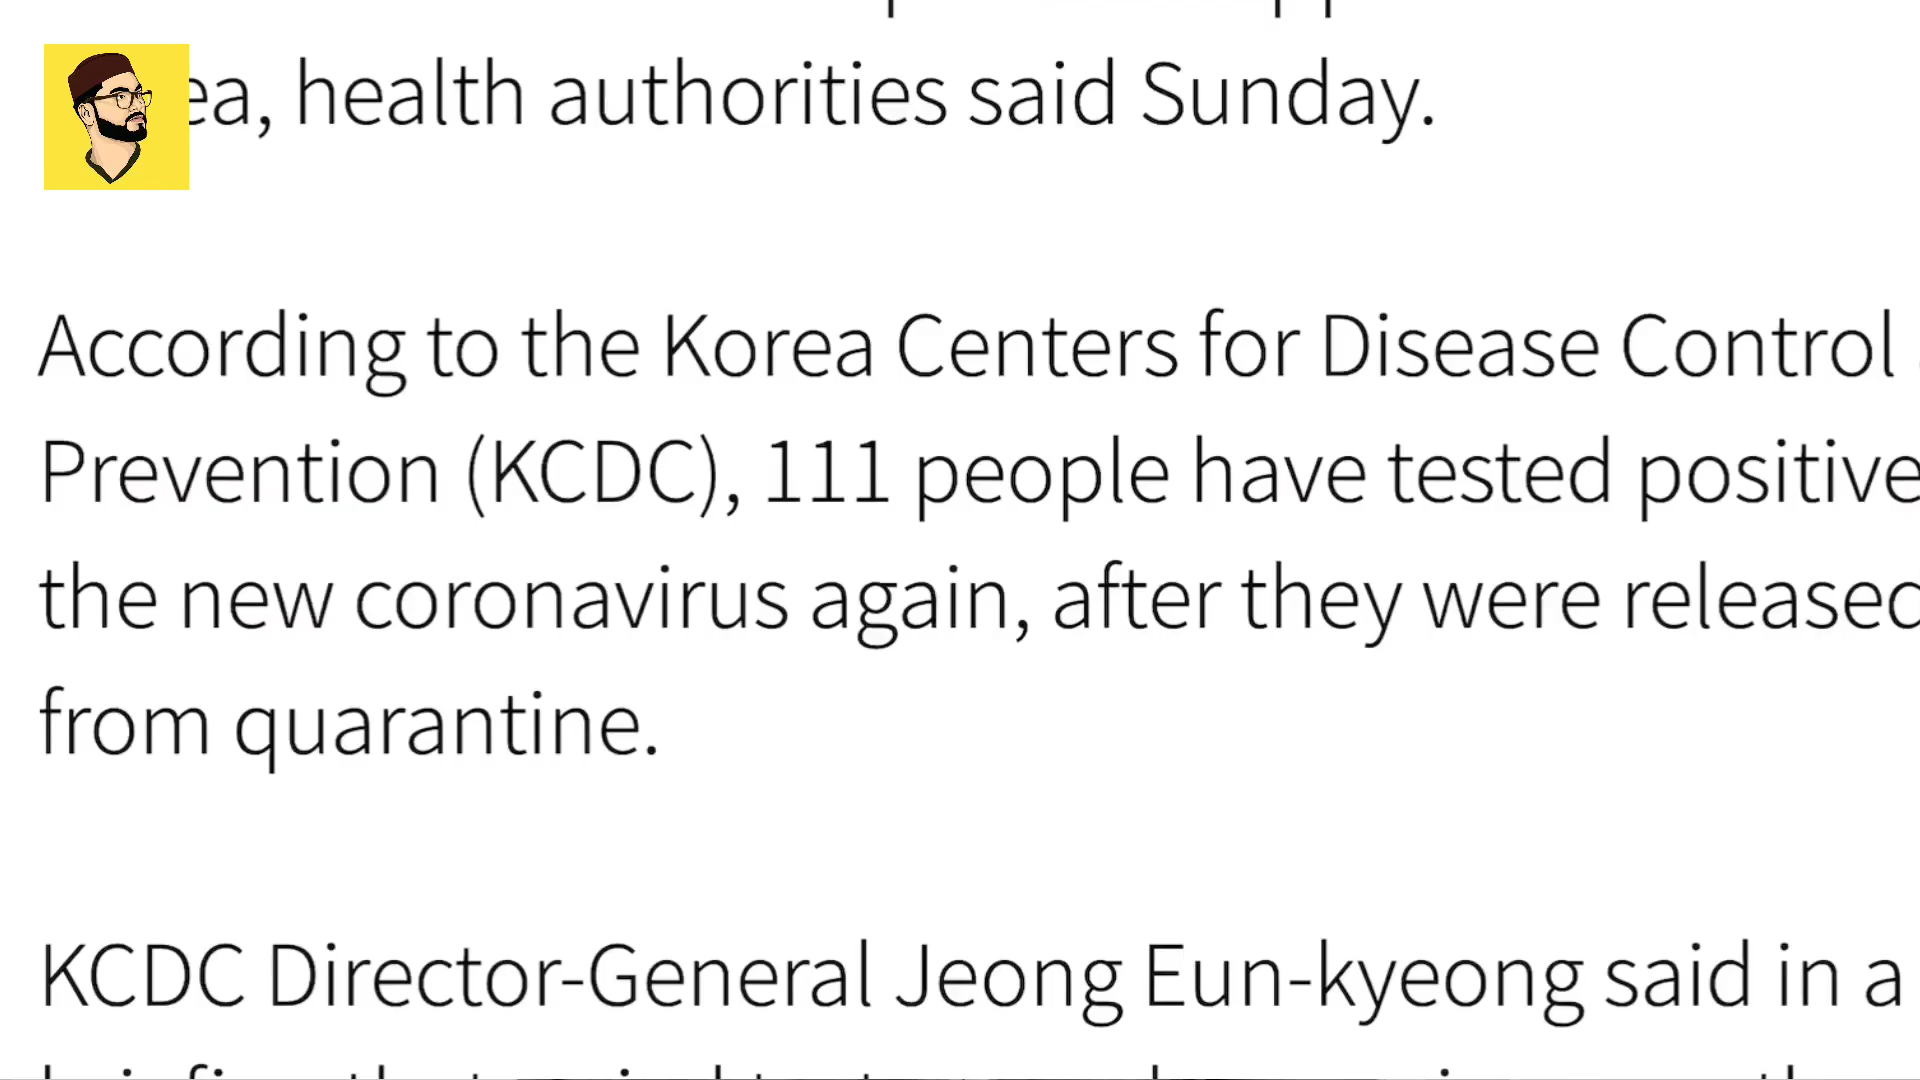 ea, health authorities said Sunday.
According to the Korea Centers for Disease Control
Prevention (KCDC), 111 people have tested positive
the new coronavirus again, after they were released
from quarantine.
KCDC Director-General Jeong Eun-kyeong said in a